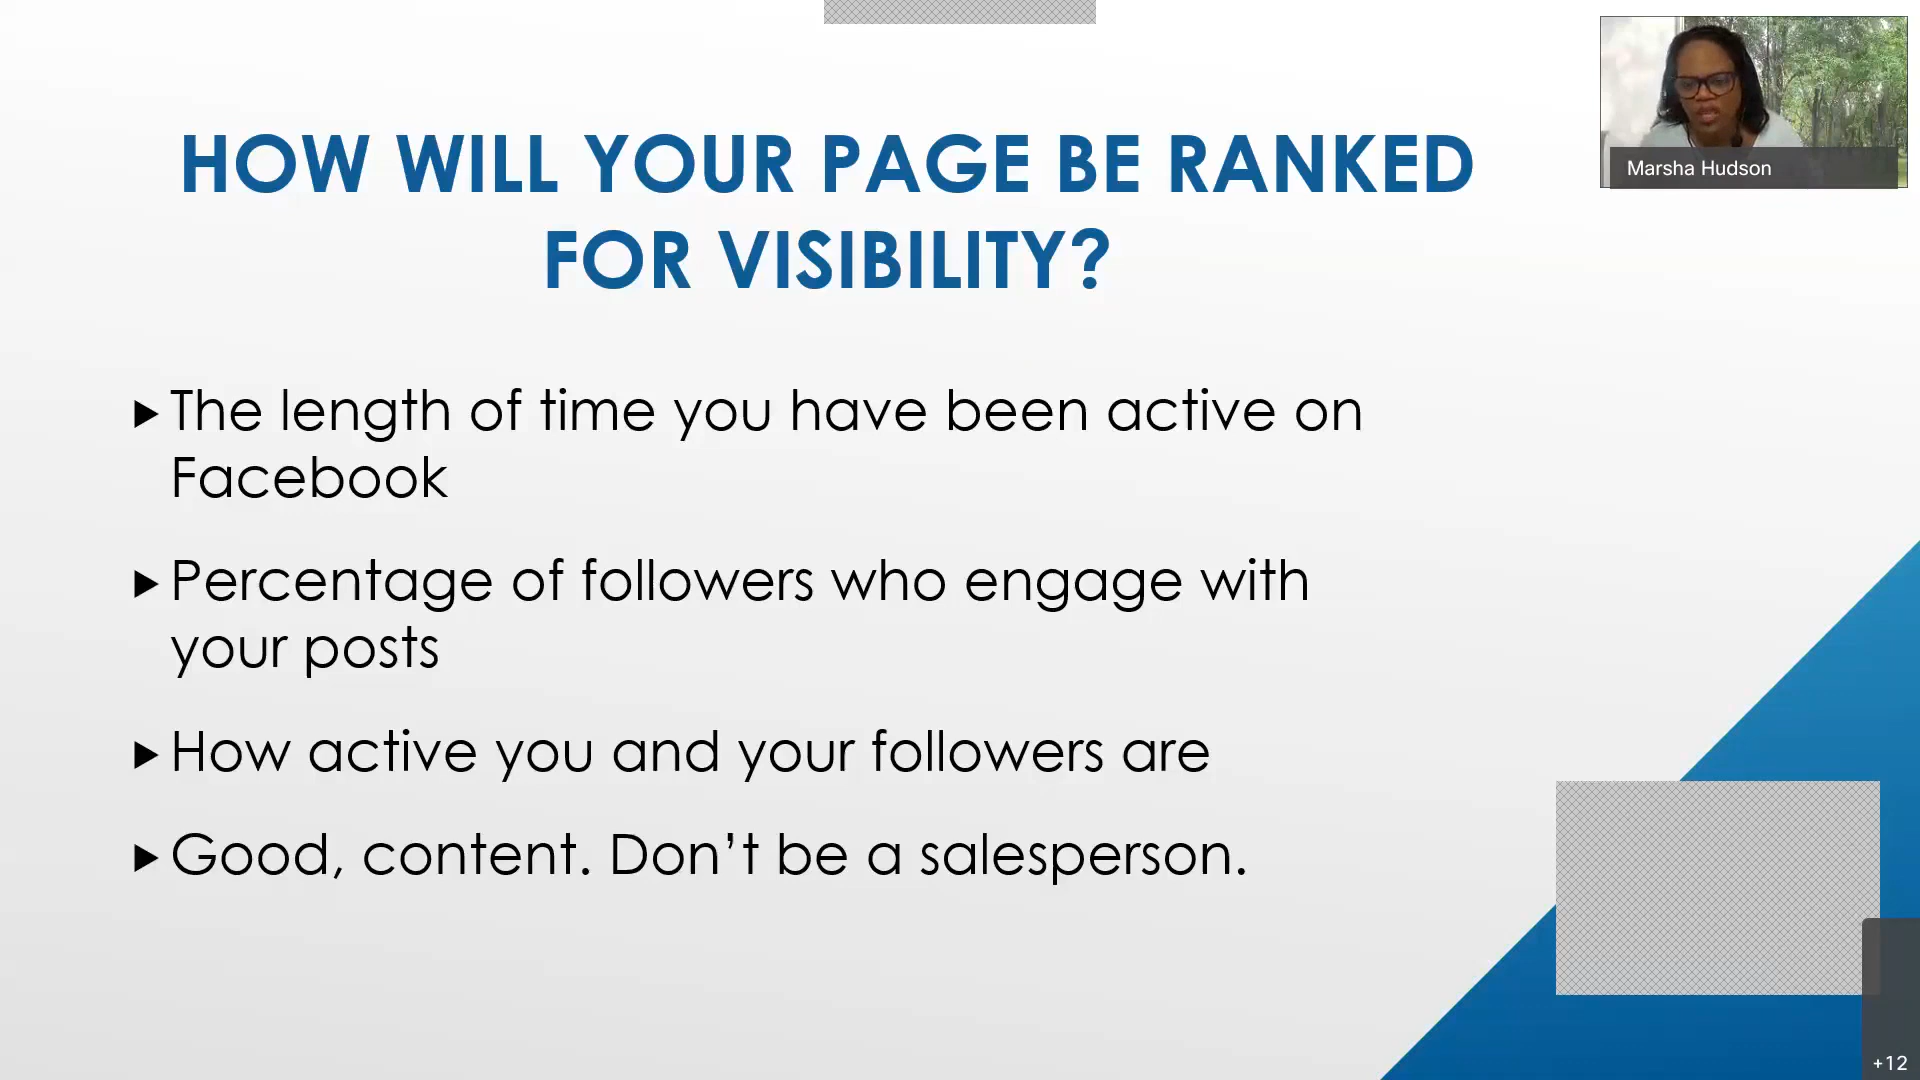 Marsha Hudson
HOW WILL YOUR PAGE BE RANKED
FOR VISIBILITY?
The length of time you have been active on
Facebook
Percentage of followers who engage with
your posts
How active you and your followers are
Good, content. Don’t be a salesperson.
+12